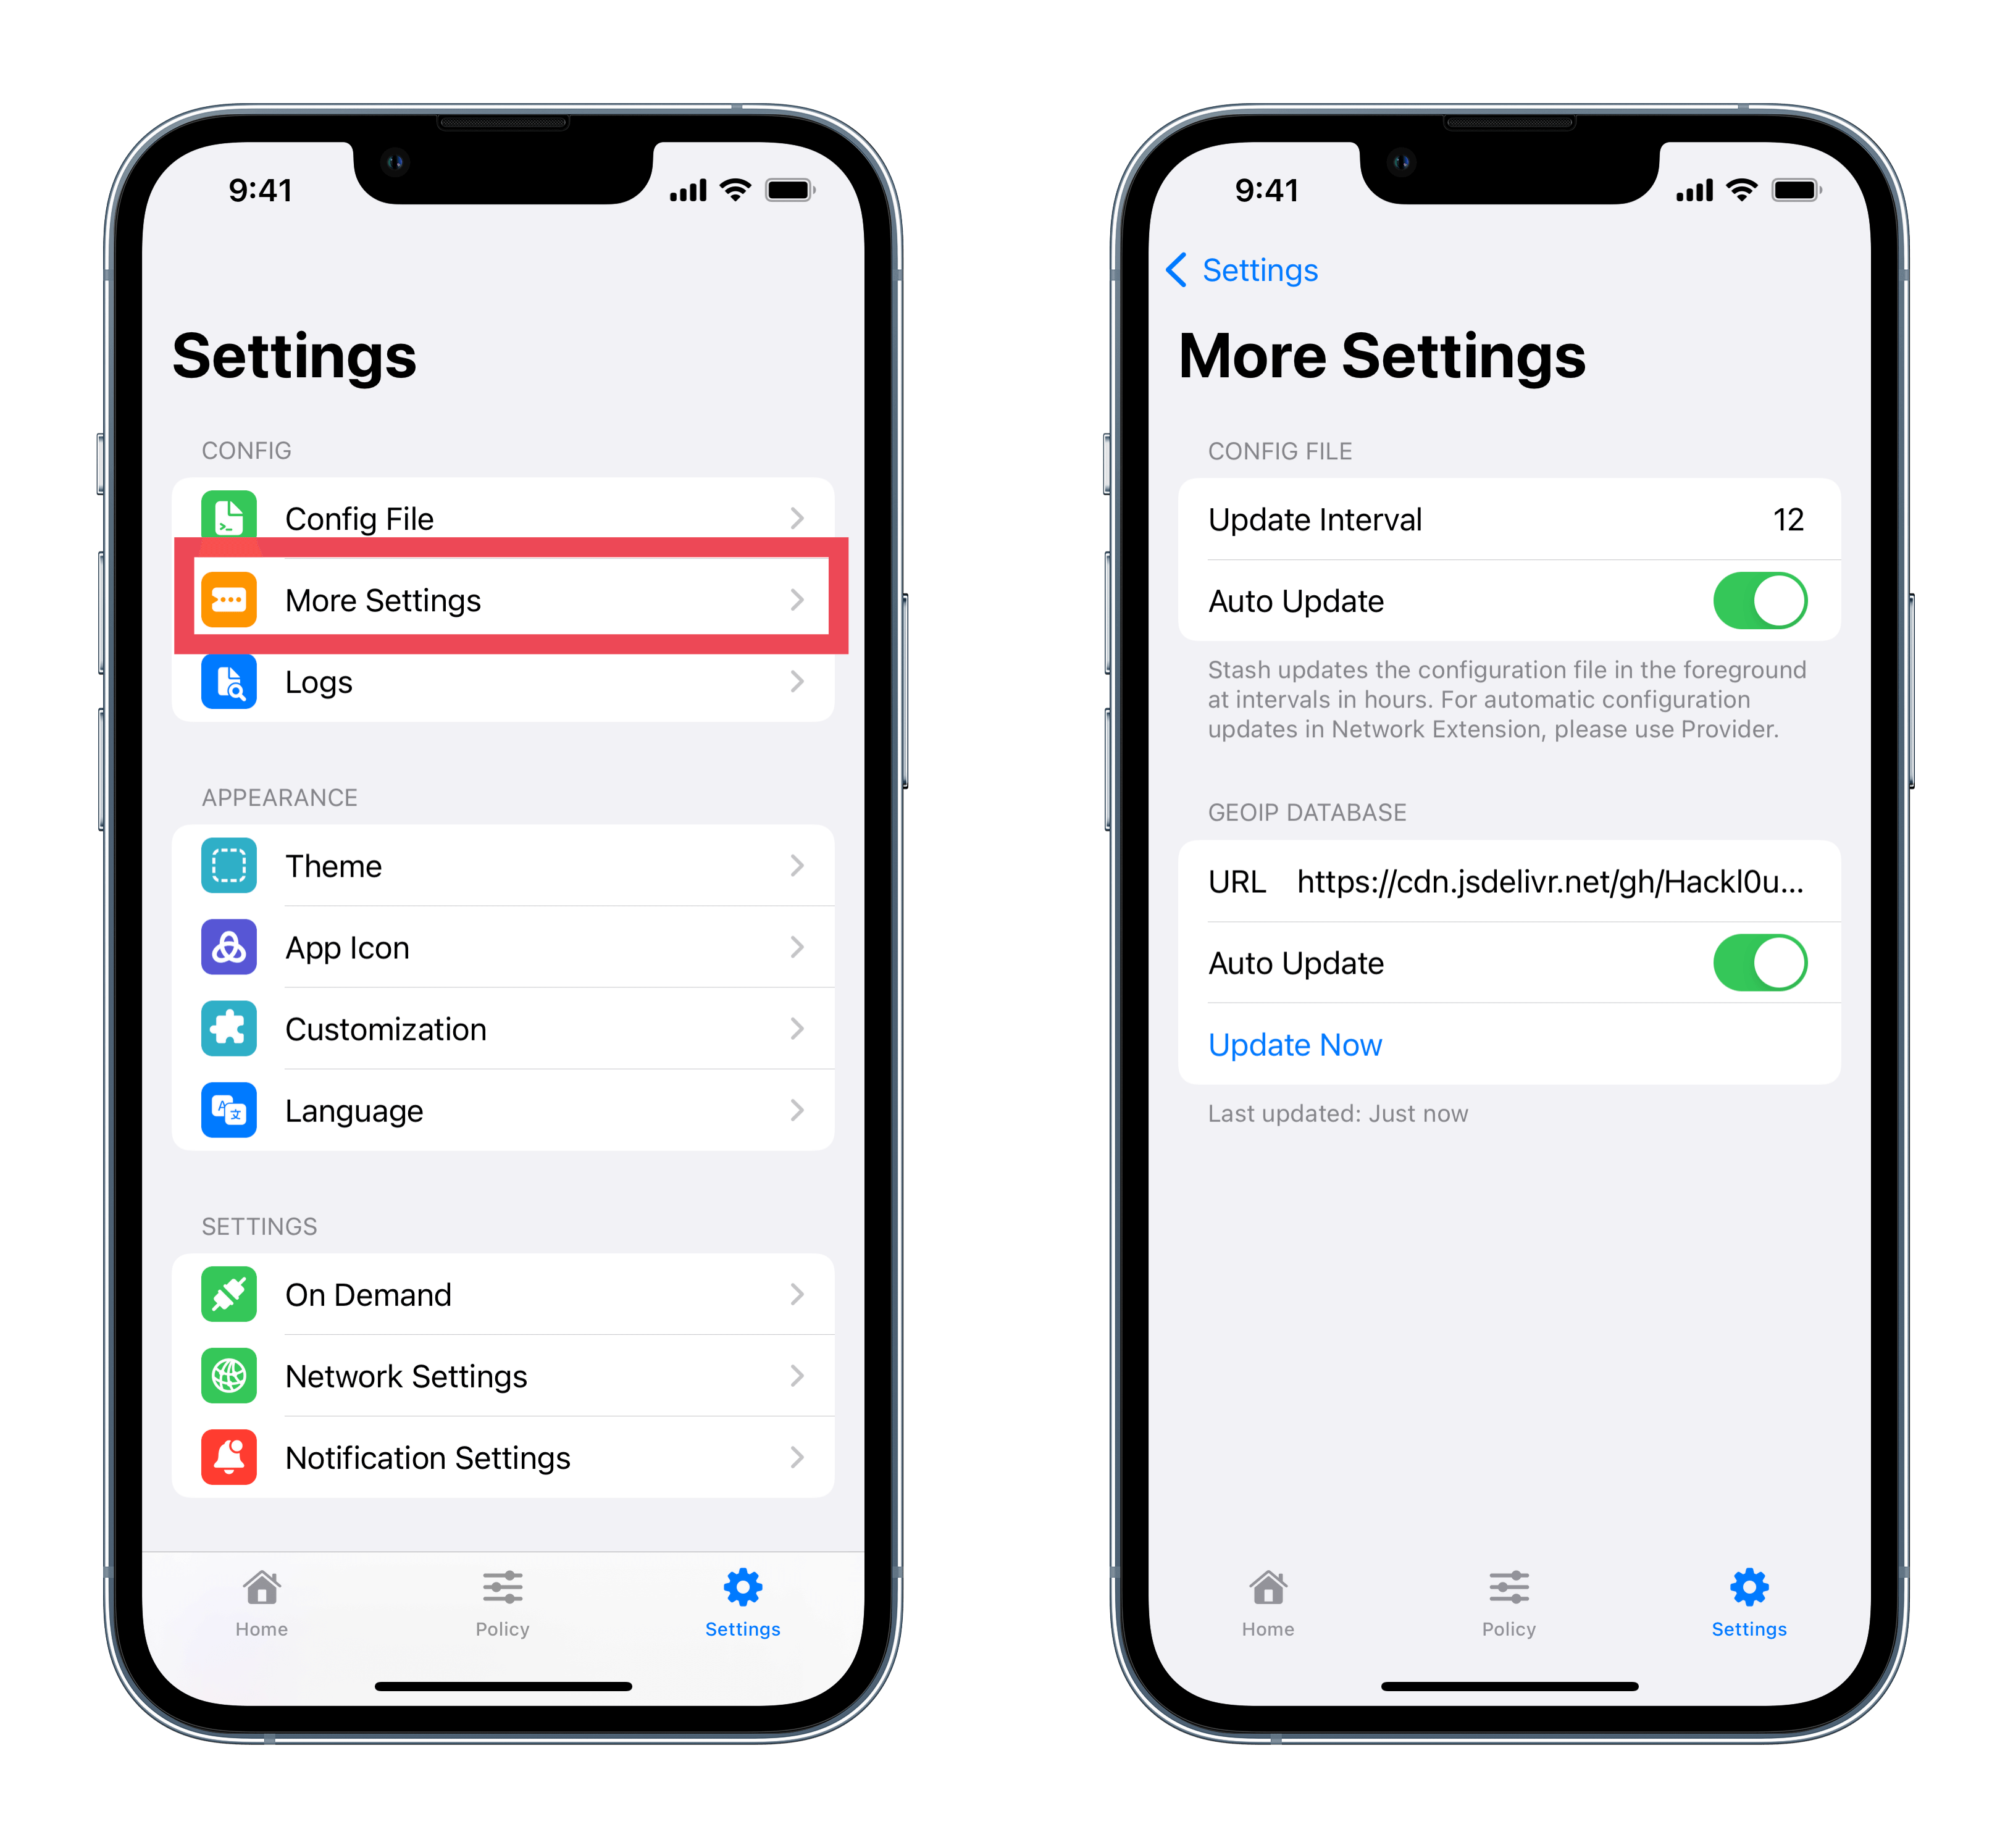 9:41
Settings
CONFIG
Config File
More Settings
Logs
APPEARANCE
Theme
App Icon
Customization
Language
SETTINGS
On Demand
Network Settings
Notification Settings
Home
Policy
Settings
9:41
Settings
More Settings
CONFIG FILE
Update Interval 12
Auto Update
Stash updates the configuration file in the foreground
at intervals in hours. For automatic configuration
updates in Network Extension, please use Provider.
GEOIP DATABASE
URL https://cdn.jsdelivr.net/gh/Hackl0u...
Auto Update
Update Now
Last updated: Just now
Home
Policy
Settings